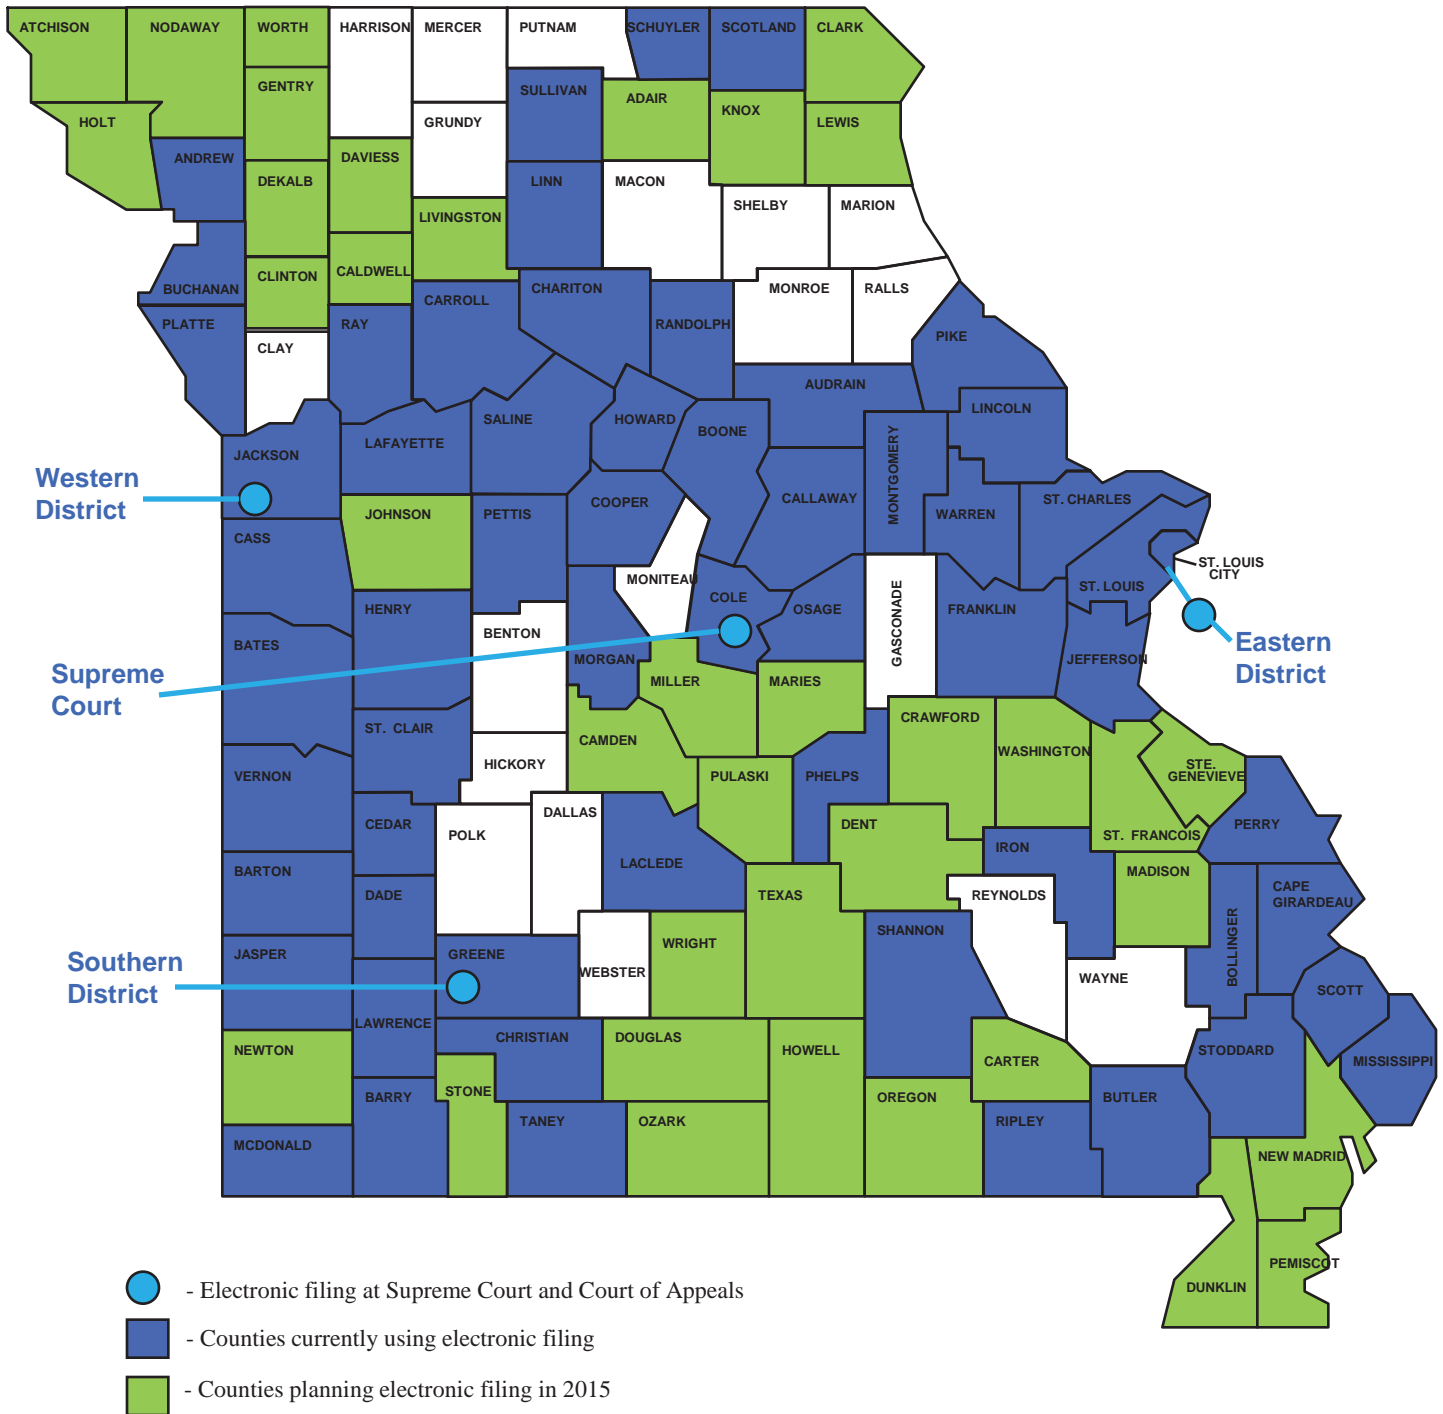 ATCHISON
NODAWAY
WORTH
HARRISON
MERCER
PUTNAM
SCHUYLER
SCOTLAND
CLARK
GENTRY
SULLIVAN
ADAIR
KNOX
LEWIS
HOLT
GRUNDY
ANDREW
DAVIESS
DEKALB
LINN
MACON
SHELBY
MARION
LIVINGSTON
CLINTON
CALDWELL
BUCHANAN
CARROLL
CHARITON
MONROE
RALLS
PLATTE
RAY
RANDOLPH
PIKE
CLAY
AUDRAIN
LINCOLN
SALINE
HOWARD
BOONE
LAFAYETTE
JACKSON
MONTGOMERY
Western
District
COOPER
CALLAWAY
ST. CHARLES
JOHNSON
PETTIS
WARREN
CASS
ST. LOUIS
CITY
MONITEAU
ST. LOUIS
COLE
OSAGE
GASCONADE
FRANKLIN
HENRY
BENTON
BATES
MORGAN
JEFFERSON
Eastern
District
Supreme
Court
MILLER
MARIES
CRAWFORD
ST. CLAIR
CAMDEN
WASHINGTON
HICKORY
VERNON
PULASKI
PHELPS
STE.
GENEVIEVE
DALLAS
CEDAR
POLK
DENT
PERRY
ST. FRANCOIS
IRON
LACLEDE
BARTON
MADISON
DADE
TEXAS
REYNOLDS
CAPE
GIRARDEAU
SHANNON
BOLLINGER
WRIGHT
JASPER
GREENE
Southern
District
WEBSTER
WAYNE
SCOTT
LAWRENCE
CHRISTIAN
DOUGLAS
HOWELL
NEWTON
STODDARD
CARTER
MISSISSIPPI
STONE
BARRY
OREGON
BUTLER
TANEY
OZARK
RIPLEY
MCDONALD
NEW MADRID
PEMISCOT
DUNKLIN
- Electronic filing at Supreme Court and Court of Appeals
- Counties currently using electronic filing
- Counties planning electronic filing in 2015